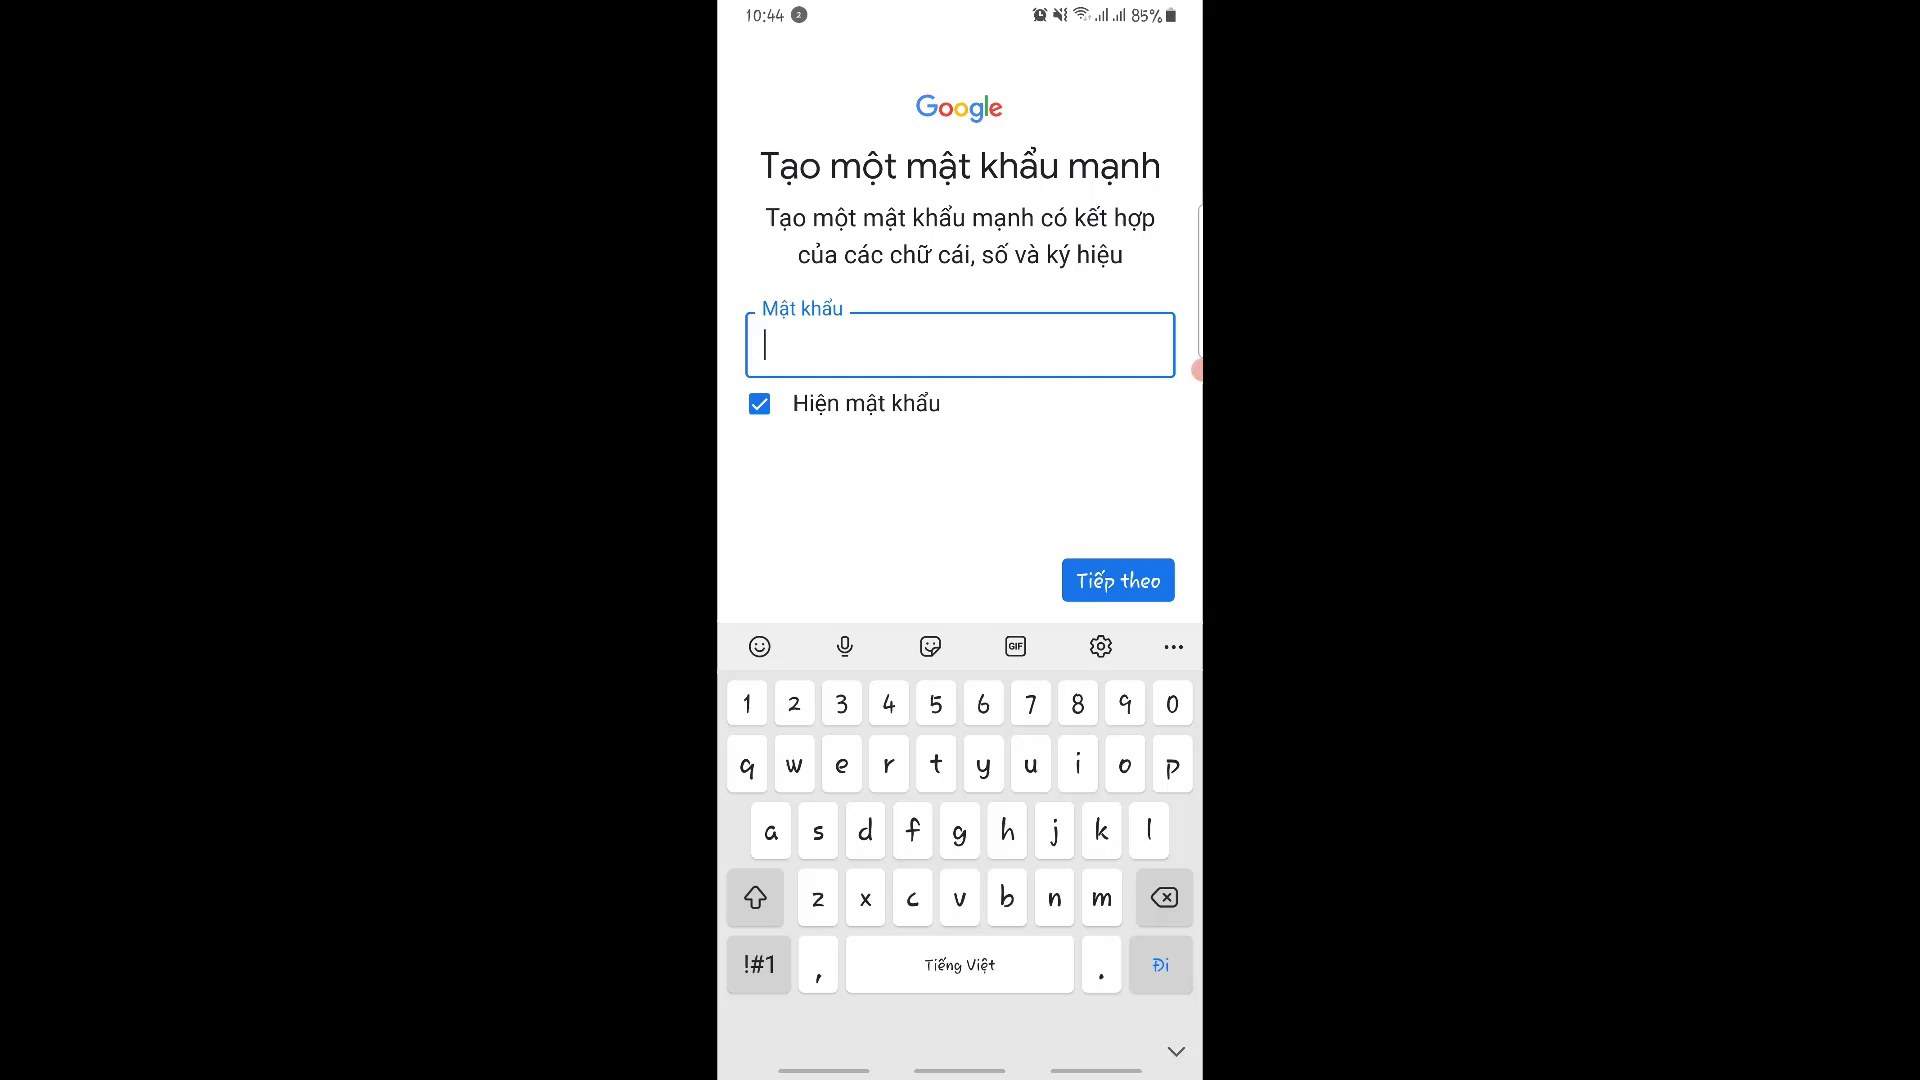 10:44 2 85%
Google
Tạo một mật khẩu mạnh
Tạo một mật khẩu mạnh có kết hợp
của các chữ cái, số và ký hiệu
Mật khẩu
Hiện mật khẩu
Tiếp theo
GIF
1 2 3 4 5 6 7 8 9 0
q w e r t y u i o p
a s d f g h j k l
z x c v b n m
!#1 , Tiếng Việt . Đi